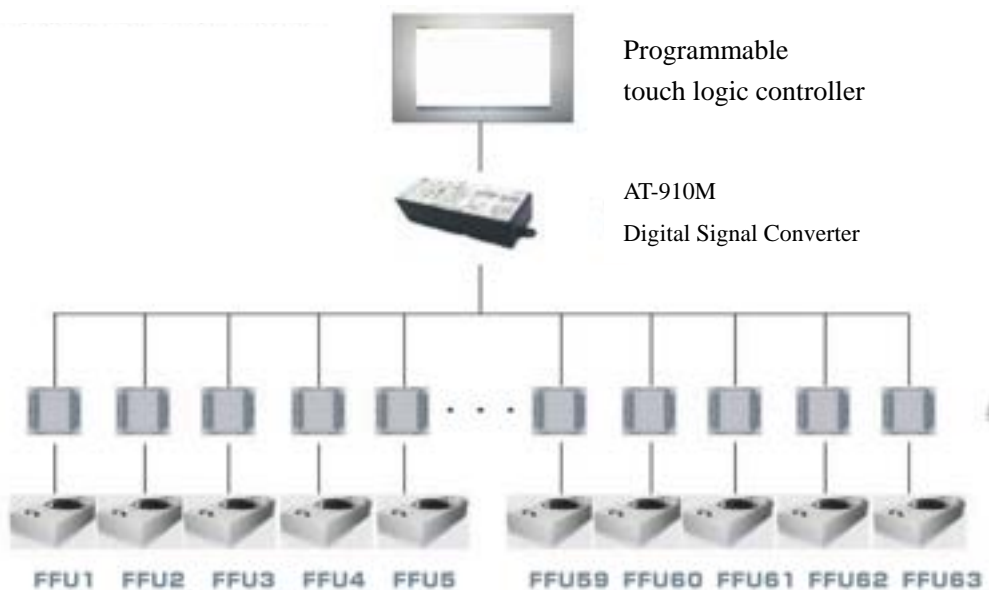 Programmable
touch logic controller
AT-910M
Digital Signal Converter
FFU1 FFU2 FFU3 FFU4 FFU5 FFU59 FFU60 FFU61 FFU62 FFU63